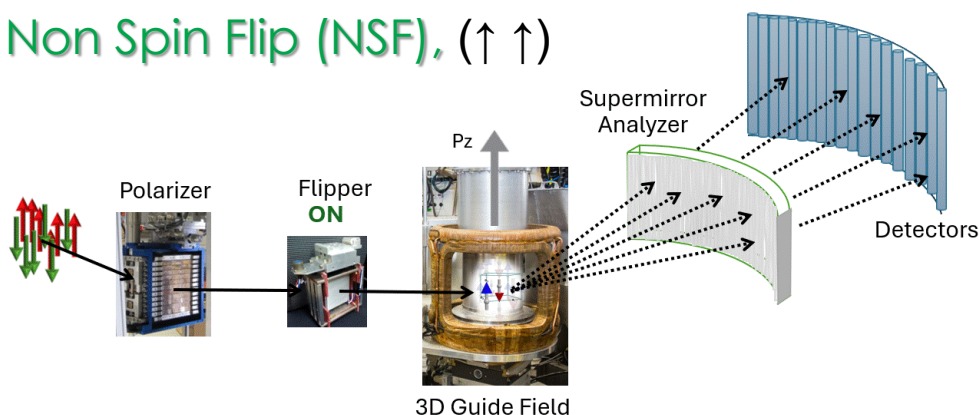 Non Spin Flip (NSF), (↑ ↑)
Supermirror
Analyzer
Pz
Polarizer
Flipper
ON
Detectors
3D Guide Field